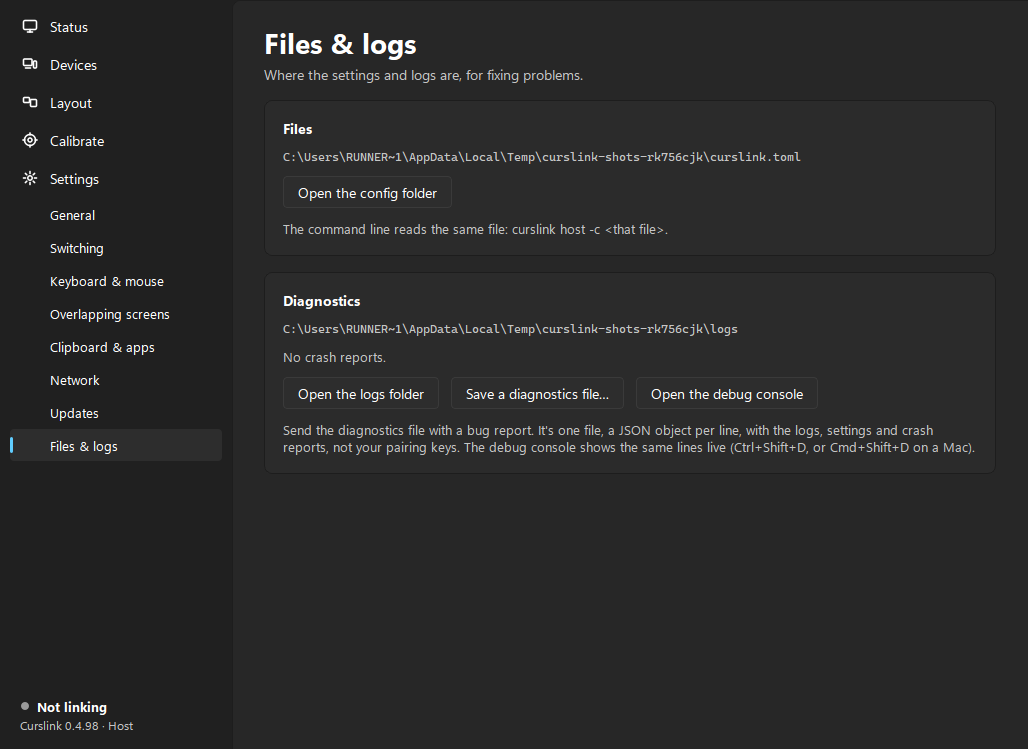 Status
Devices
Layout
Calibrate
Settings
General
Switching
Keyboard & mouse
Overlapping screens
Clipboard & apps
Network
Updates
Files & logs
Not linking
Curslink 0.4.98 · Host
Files & logs
Where the settings and logs are, for fixing problems.
Files
C:\Users\RUNNER~1\AppData\Local\Temp\curslink-shots-rk756cjk\curslink.toml
Open the config folder
The command line reads the same file: curslink host -c <that file>.
Diagnostics
C:\Users\RUNNER~1\AppData\Local\Temp\curslink-shots-rk756cjk\logs
No crash reports.
Open the logs folder
Save a diagnostics file...
Open the debug console
Send the diagnostics file with a bug report. It's one file, a JSON object per line, with the logs, settings and crash
reports, not your pairing keys. The debug console shows the same lines live (Ctrl+Shift+D, or Cmd+Shift+D on a Mac).